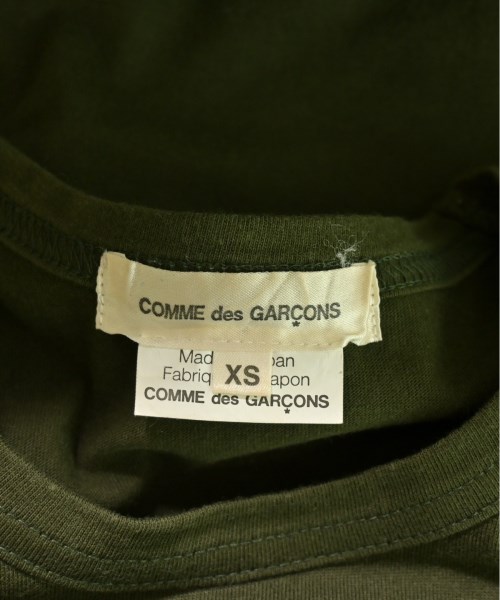 COMME des GARÇONS
Mad pan
XS
Fabriq apon
COMME des GARÇONS